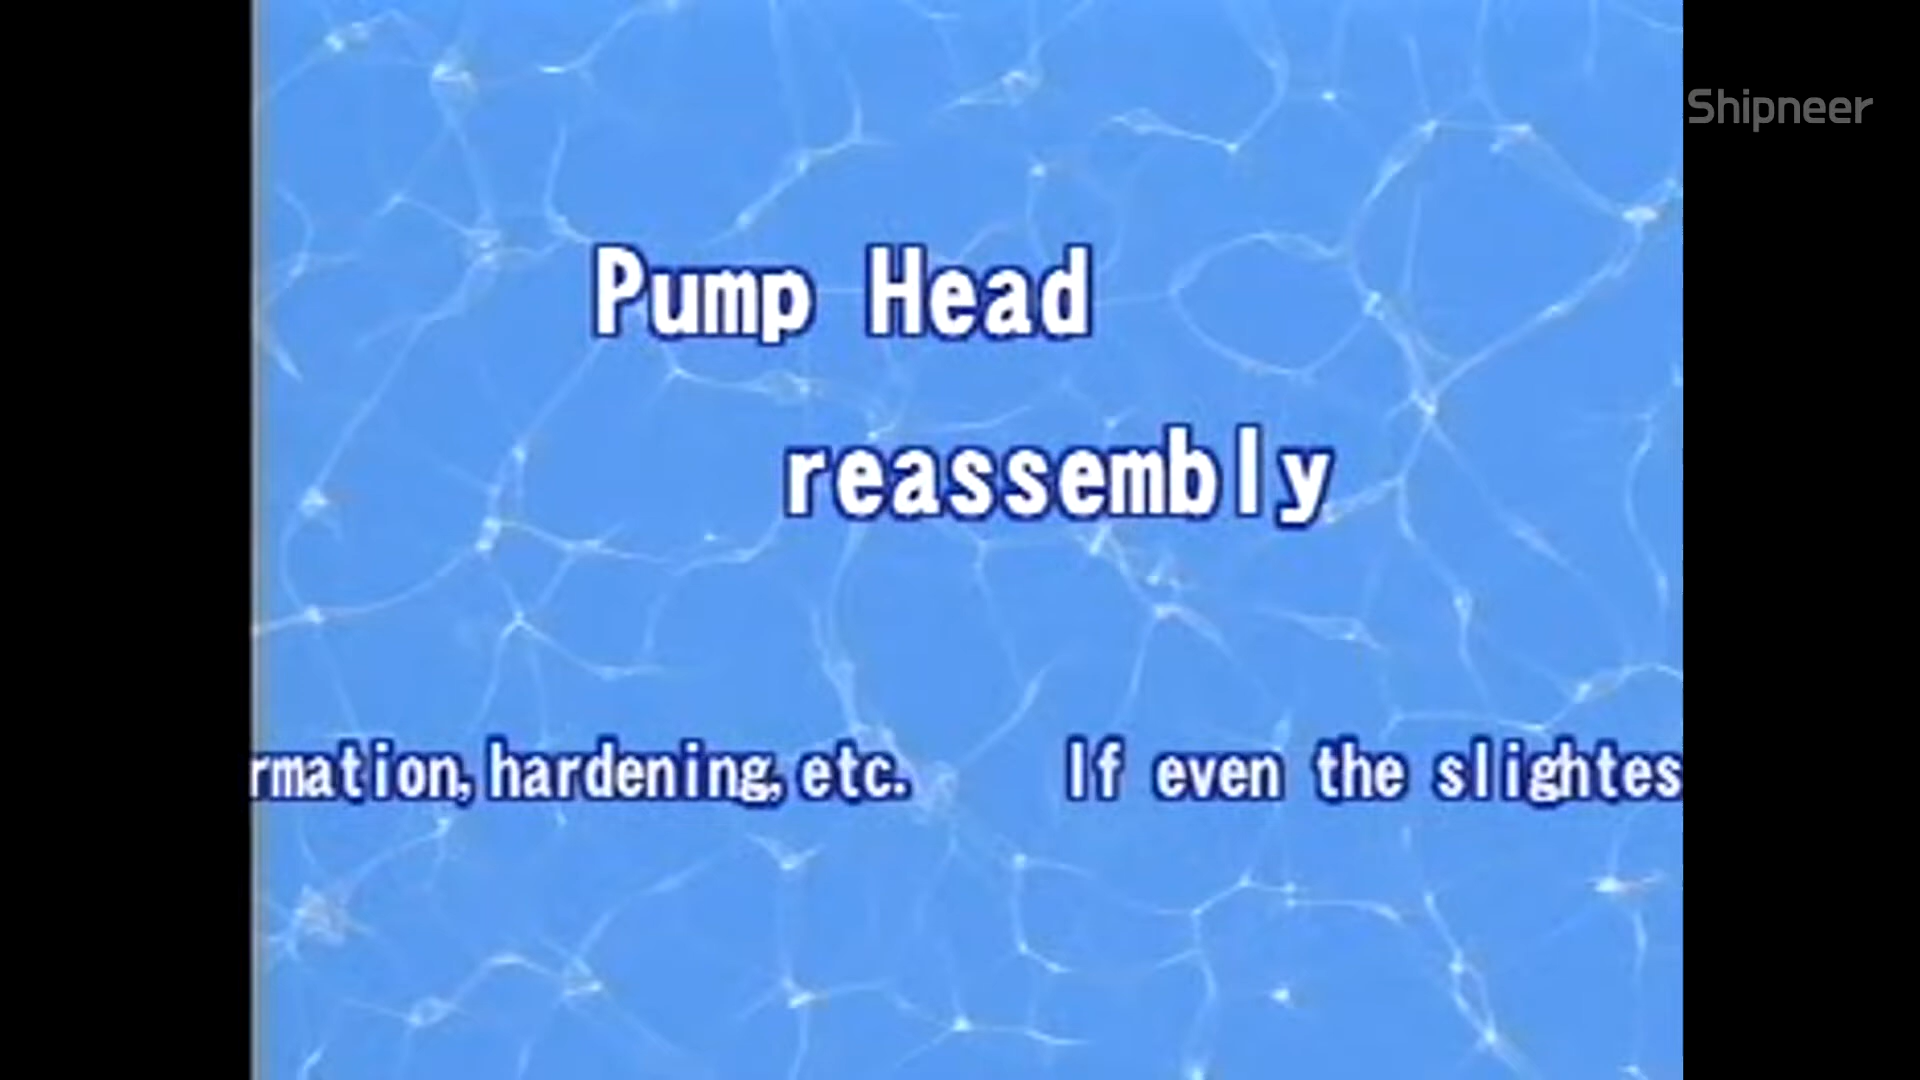 Shipneer
Pump Head
reassembly
rmation, hardening, etc. If even the slightes